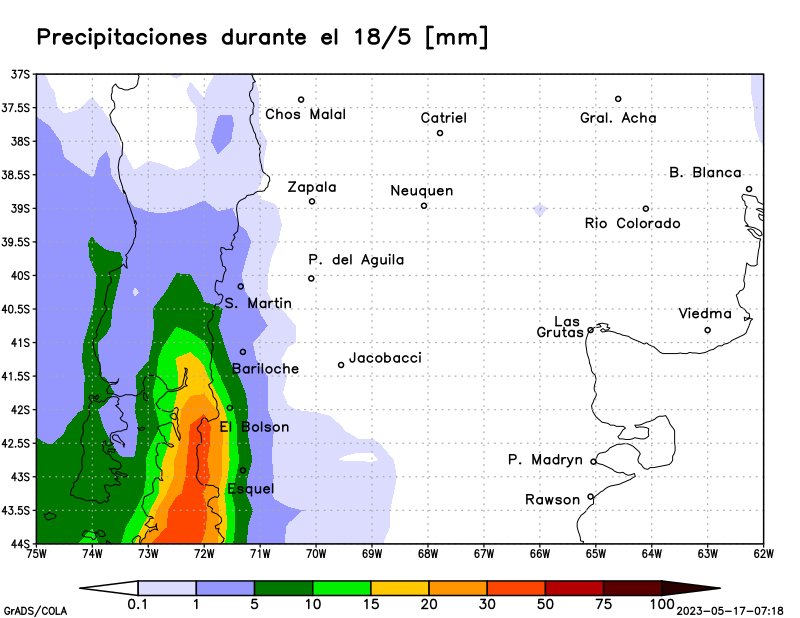 Precipitaciones durante el 18/5 [mm]
37S
37.5S
38S
38.5S
39S
39.5S
40S
40.5S
41S
41.5S
42S
42.5S
43S
43.5S
44S
Chos Malal
Catriel
Gral. Acha
B. Blanca
Zapala
Neuquen
Rio Colorado
P. del Aguila
S. Martin
Viedma
Las
Grutas
Bariloche
Jacobacci
El Bolson
P. Madryn
Esquel
Rawson
75W 74W 73W 72W 71W 70W 69W 68W 67W 66W 65W 64W 63W 62W
0.1 1 5 10 15 20 30 50 75 100
GrADS/COLA
2023-05-17-07:18